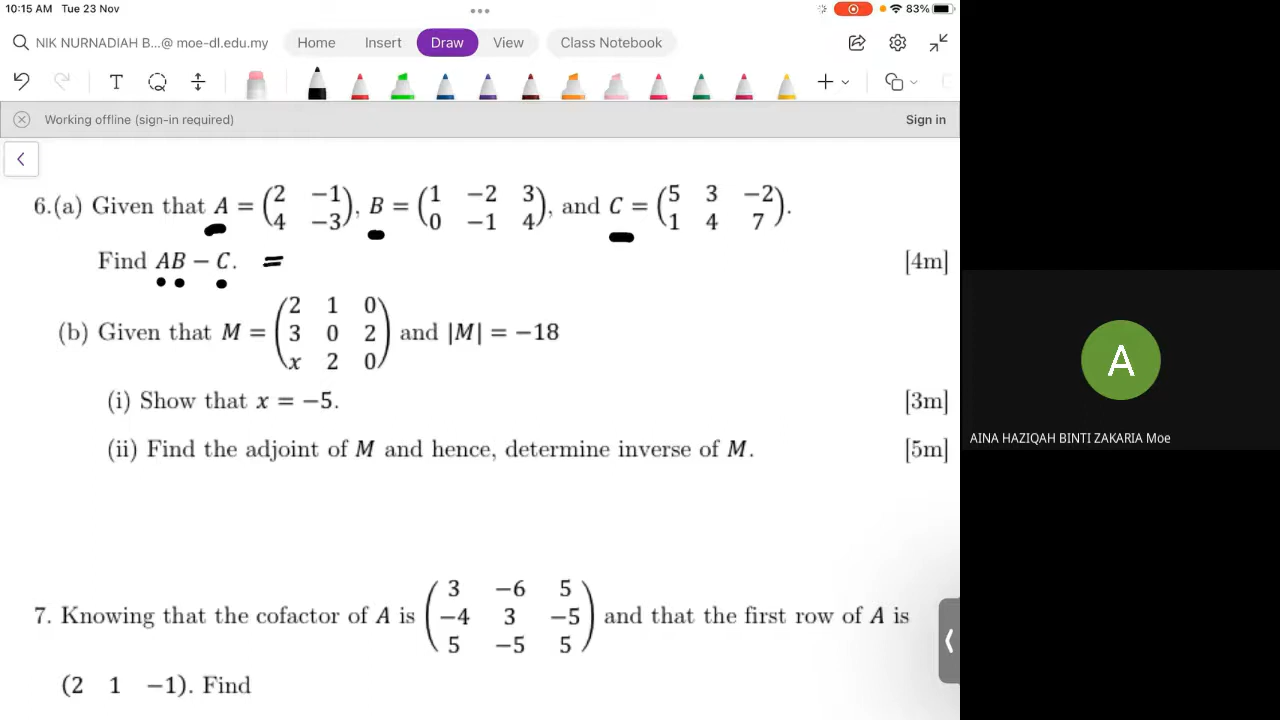 10:15 AM Tue 23 Nov
83%
NIK NURNADIAH B...@ moe-dl.edu.my Home Insert Draw View Class Notebook
T
Working offline (sign-in required) Sign in
6.(a) Given that A = (2 −1; 4 −3), B = (1 −2 3; 0 −1 4), and C = (5 3 −2; 1 4 7).
Find AB − C. = [4m]
(b) Given that M = (2 1 0; 3 0 2; x 2 0) and |M| = −18
(i) Show that x = −5. [3m]
(ii) Find the adjoint of M and hence, determine inverse of M. [5m]
7. Knowing that the cofactor of A is (3 −6 5; −4 3 −5; 5 −5 5) and that the first row of A is
(2 1 −1). Find
A
AINA HAZIQAH BINTI ZAKARIA Moe